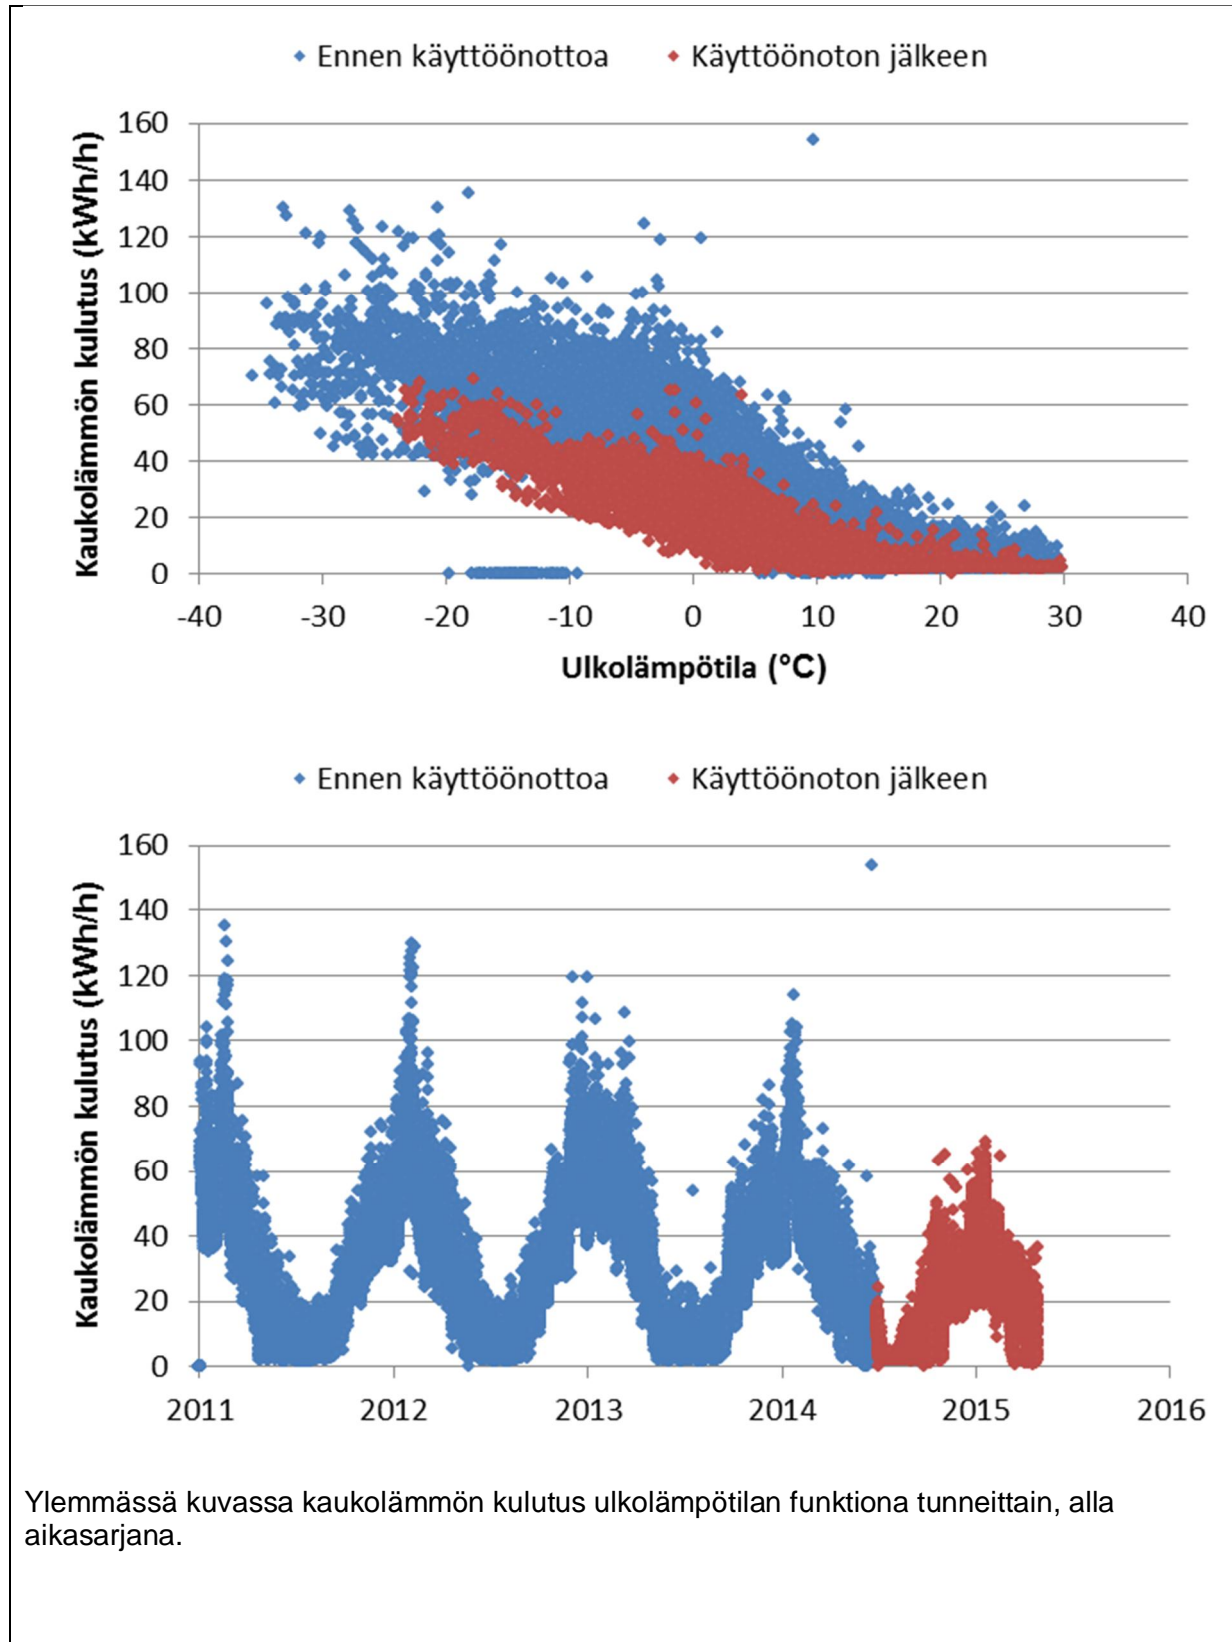 Ennen käyttöönottoa Käyttöönoton jälkeen
160
140
120
100
80
60
40
20
0
Kaukolämmön kulutus (kWh/h)
-40 -30 -20 -10 0 10 20 30 40
Ulkolämpötila (°C)
Ennen käyttöönottoa Käyttöönoton jälkeen
160
140
120
100
80
60
40
20
0
Kaukolämmön kulutus (kWh/h)
2011 2012 2013 2014 2015 2016
Ylemmässä kuvassa kaukolämmön kulutus ulkolämpötilan funktiona tunneittain, alla
aikasarjana.